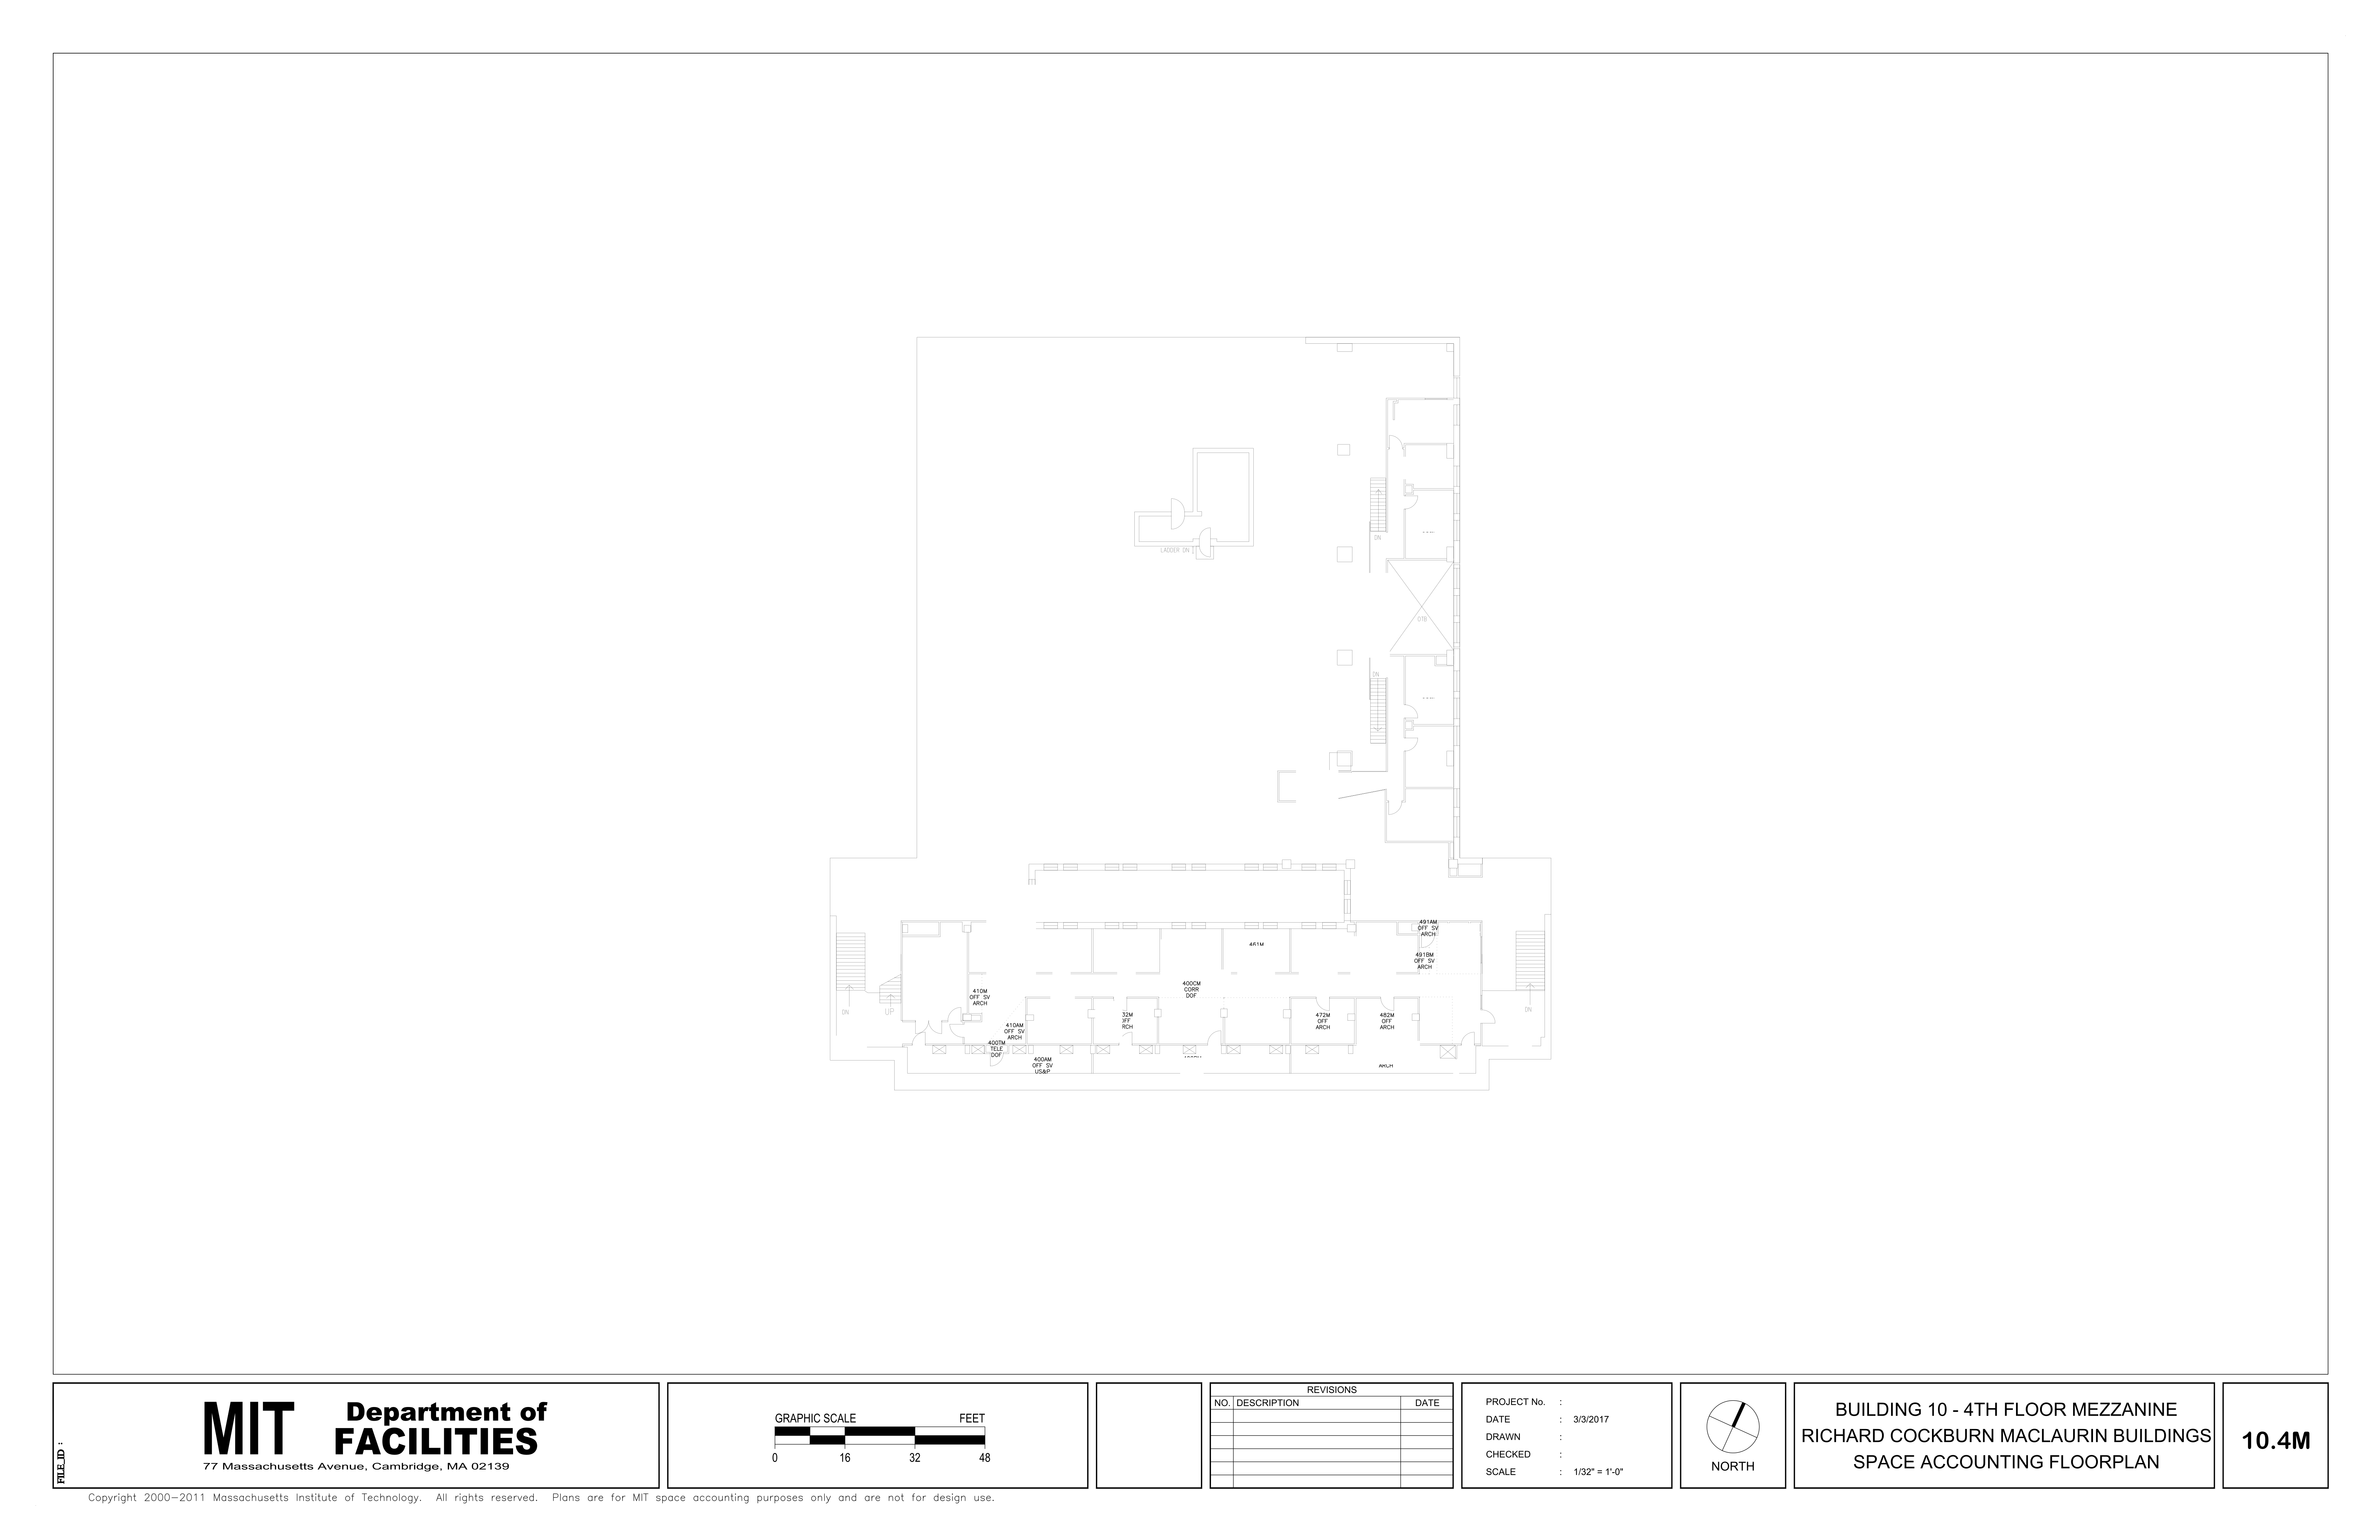 LADDER DN
DN
OTB
DN
491AM
OFF SV
ARCH
461M
491BM
OFF SV
ARCH
400CM
CORR
DOF
410M
OFF SV
ARCH
DN
UP
DN
32M
OFF
RCH
472M
OFF
ARCH
482M
OFF
ARCH
410AM
OFF SV
ARCH
400TM
TELE
DOF
400AM
OFF SV
US&P
ARCH
FILE_ID :
MIT Department of
FACILITIES
77 Massachusetts Avenue, Cambridge, MA 02139
GRAPHIC SCALE FEET
0 16 32 48
REVISIONS
NO. DESCRIPTION DATE
PROJECT No. :
DATE : 3/3/2017
DRAWN :
CHECKED :
SCALE : 1/32" = 1'-0"
NORTH
BUILDING 10 - 4TH FLOOR MEZZANINE
RICHARD COCKBURN MACLAURIN BUILDINGS
SPACE ACCOUNTING FLOORPLAN
10.4M
Copyright 2000-2011 Massachusetts Institute of Technology. All rights reserved. Plans are for MIT space accounting purposes only and are not for design use.